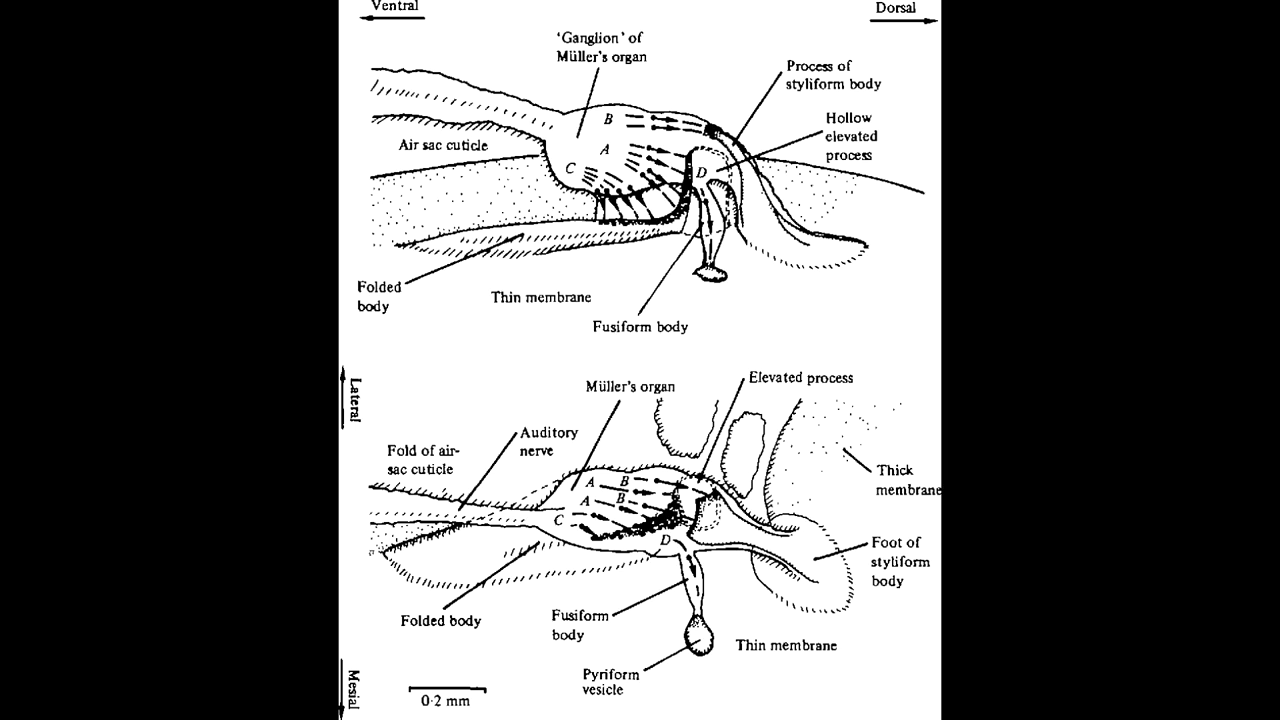 Ventral
Dorsal
'Ganglion' of
Müller's organ
Process of
styliform body
Hollow
elevated
process
Air sac cuticle
B
A
C
D
Folded
body
Thin membrane
Fusiform body
Lateral
Müller's organ
Elevated process
Auditory
nerve
Fold of air-
sac cuticle
Thick
membrane
A B
A B
C
D
Foot of
styliform
body
Folded body
Fusiform
body
Thin membrane
Pyriform
vesicle
Mesial
0·2 mm